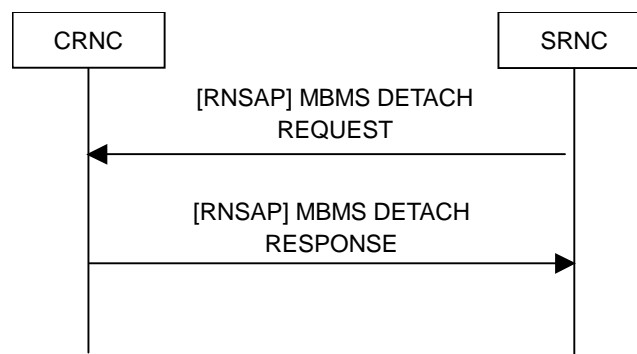 CRNC
SRNC
[RNSAP] MBMS DETACH
REQUEST
[RNSAP] MBMS DETACH
RESPONSE